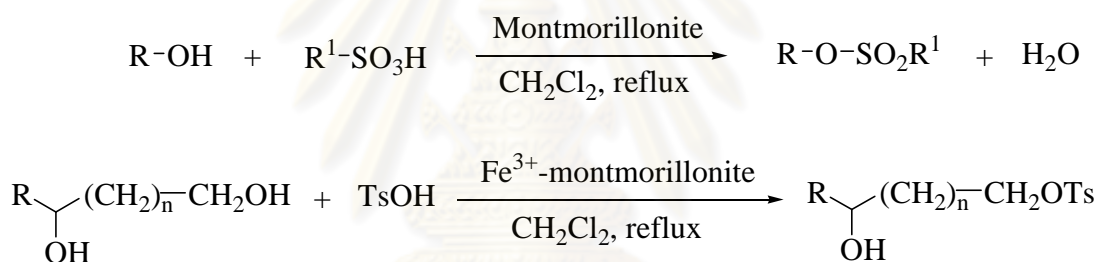 R-OH + R¹-SO₃H Montmorillonite R-O-SO₂R¹ + H₂O
CH₂Cl₂, reflux
R (CH₂)ₙ-CH₂OH + TsOH Fe³⁺-montmorillonite R (CH₂)ₙ-CH₂OTs
OH CH₂Cl₂, reflux OH